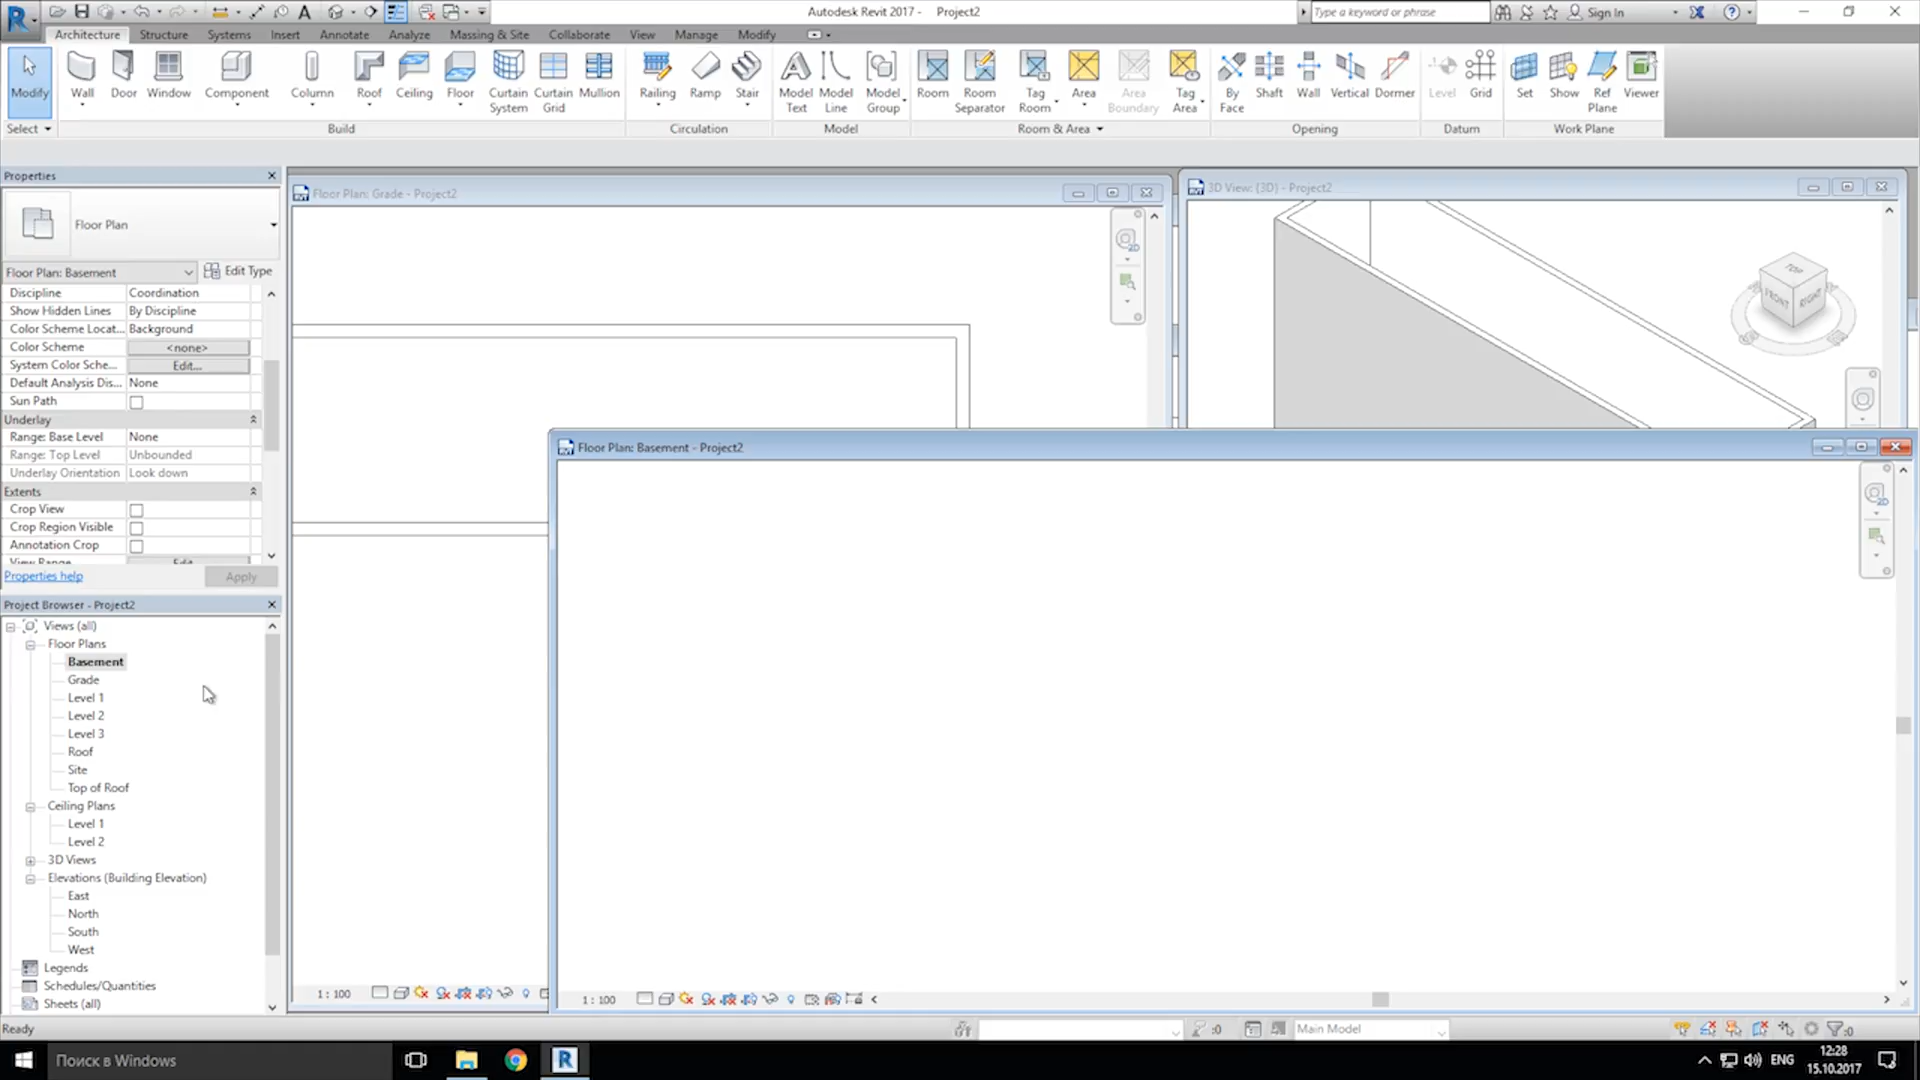 Autodesk Revit 2017 - Project2
Type a keyword or phrase
Sign In
Architecture
Structure
Systems
Insert
Annotate
Analyze
Massing & Site
Collaborate
View
Manage
Modify
Modify
Wall
Door
Window
Component
Column
Roof
Ceiling
Floor
Curtain System
Curtain Grid
Mullion
Railing
Ramp
Stair
Model Text
Model Line
Model Group
Room
Room Separator
Tag Room
Area
Area Boundary
Tag Area
By Face
Shaft
Wall
Vertical
Dormer
Level
Grid
Set
Show
Ref Plane
Viewer
Select
Build
Circulation
Model
Room & Area
Opening
Datum
Work Plane
Properties
Floor Plan
Floor Plan: Basement
Edit Type
Discipline Coordination
Show Hidden Lines By Discipline
Color Scheme Locat... Background
Color Scheme <none>
System Color Sche... Edit...
Default Analysis Dis... None
Sun Path
Underlay
Range: Base Level None
Range: Top Level Unbounded
Underlay Orientation Look down
Extents
Crop View
Crop Region Visible
Annotation Crop
View Range Edit...
Properties help
Apply
Project Browser - Project2
Views (all)
Floor Plans
Basement
Grade
Level 1
Level 2
Level 3
Roof
Site
Top of Roof
Ceiling Plans
Level 1
Level 2
3D Views
Elevations (Building Elevation)
East
North
South
West
Legends
Schedules/Quantities
Sheets (all)
Floor Plan: Grade - Project2
2D
1 : 100
3D View: {3D} - Project2
TOP
FRONT
RIGHT
Floor Plan: Basement - Project2
2D
1 : 100
Ready
:0
Main Model
:0
Поиск в Windows
ENG
12:28
15.10.2017